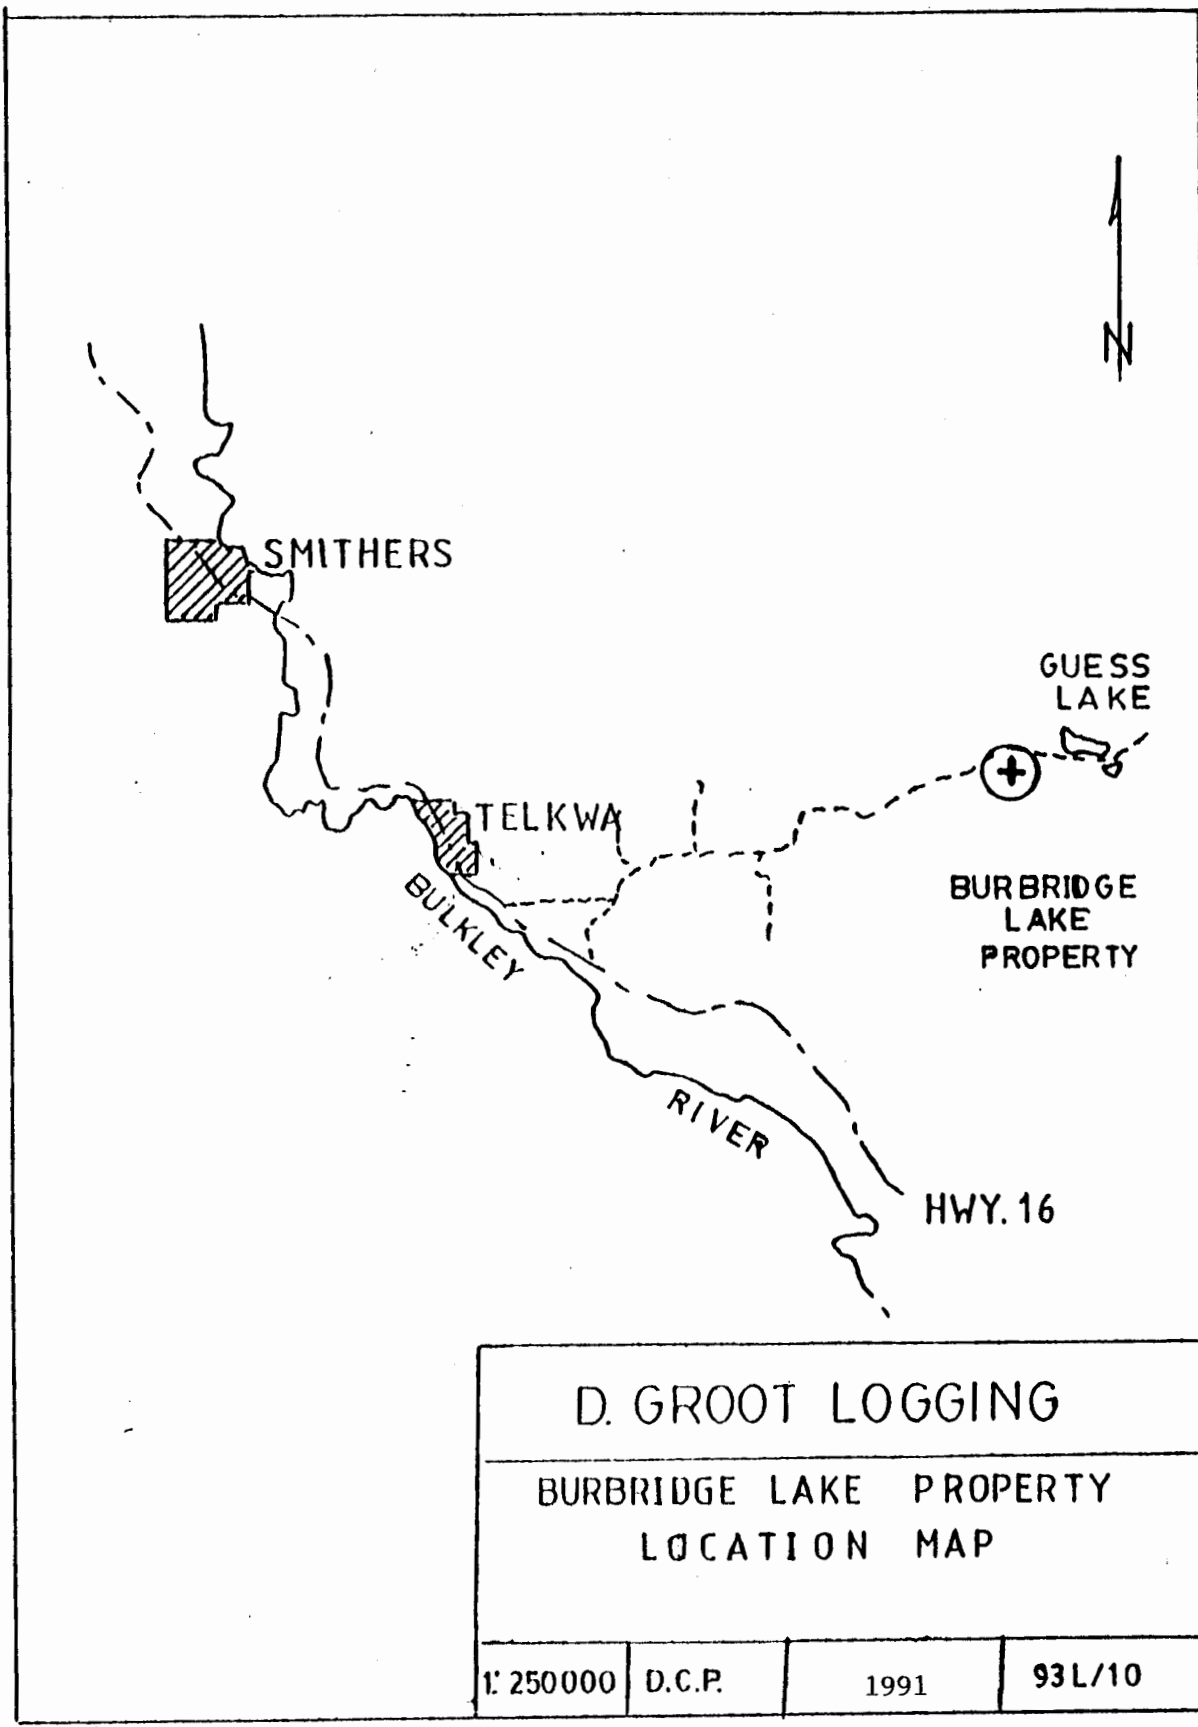 N
SMITHERS
GUESS
LAKE
TELKWA
BURBRIDGE
LAKE
PROPERTY
BULKLEY
RIVER
HWY. 16
D. GROOT LOGGING
BURBRIDGE LAKE PROPERTY
LOCATION MAP
1: 250000 D.C.P. 1991 93L/10